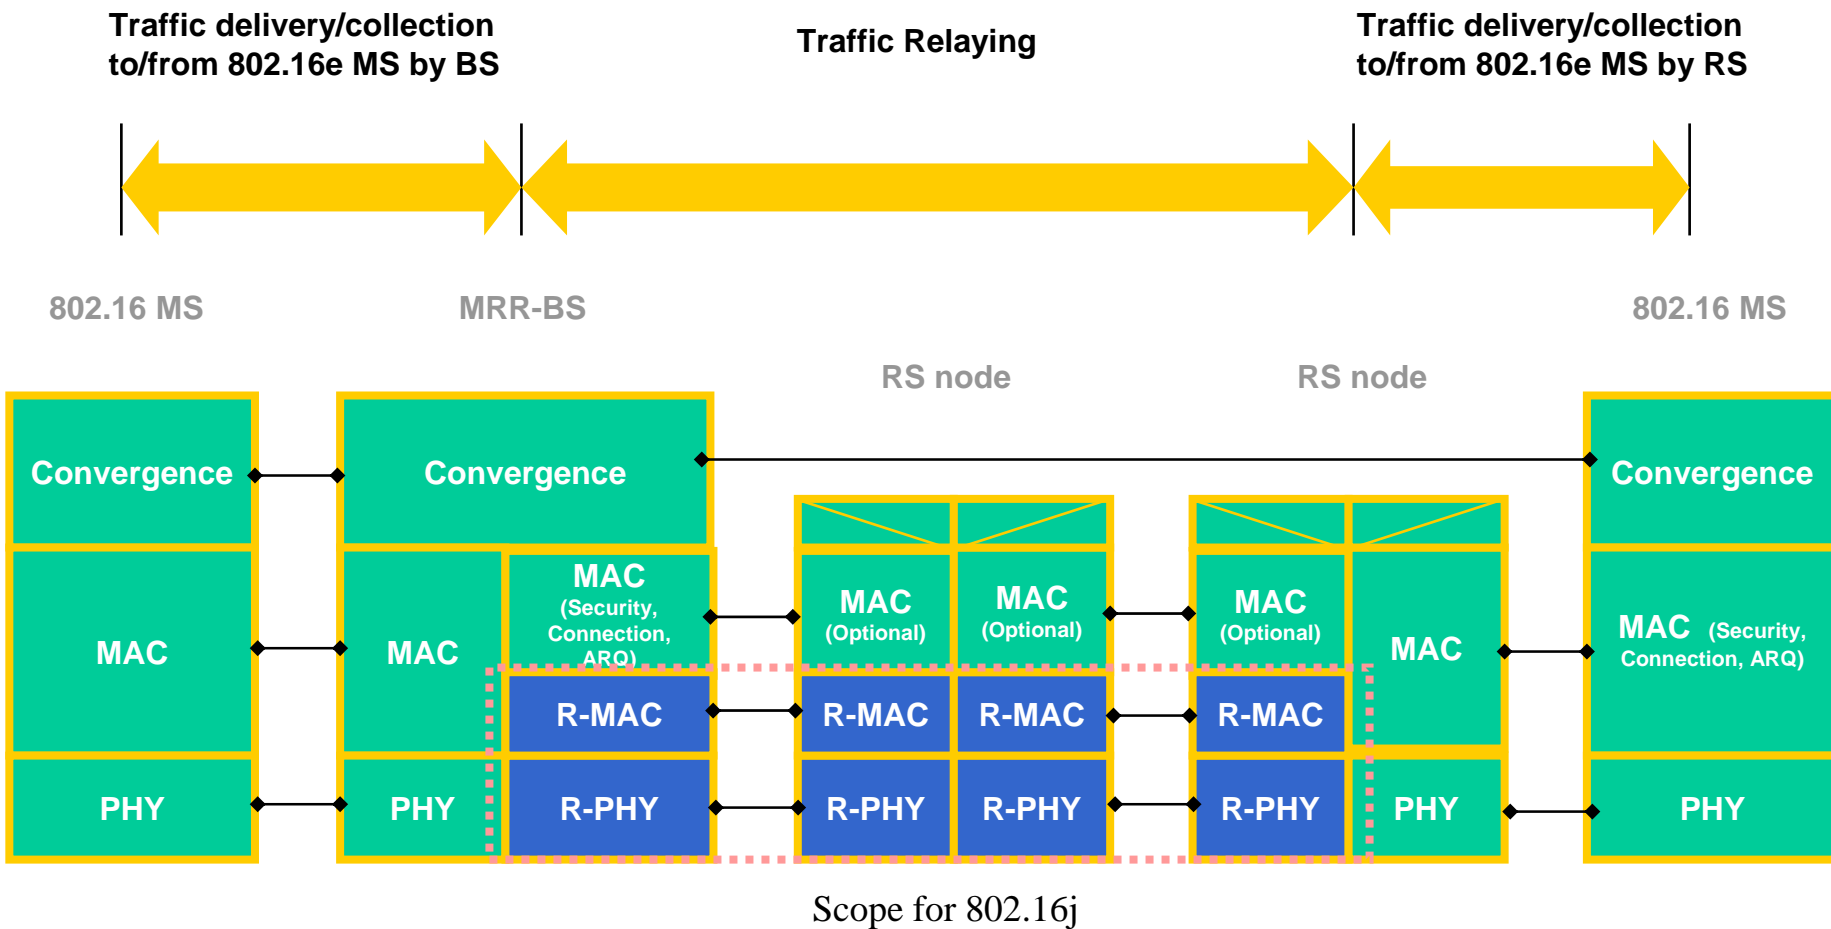 Traffic delivery/collection
to/from 802.16e MS by BS
Traffic Relaying
Traffic delivery/collection
to/from 802.16e MS by RS
802.16 MS
MRR-BS
802.16 MS
RS node
RS node
Convergence
Convergence
Convergence
MAC
MAC
MAC
(Security,
Connection,
ARQ)
MAC
(Optional)
MAC
(Optional)
MAC
(Optional)
MAC
MAC (Security,
Connection, ARQ)
R-MAC
R-MAC
R-MAC
R-MAC
PHY
PHY
R-PHY
R-PHY
R-PHY
R-PHY
PHY
PHY
Scope for 802.16j